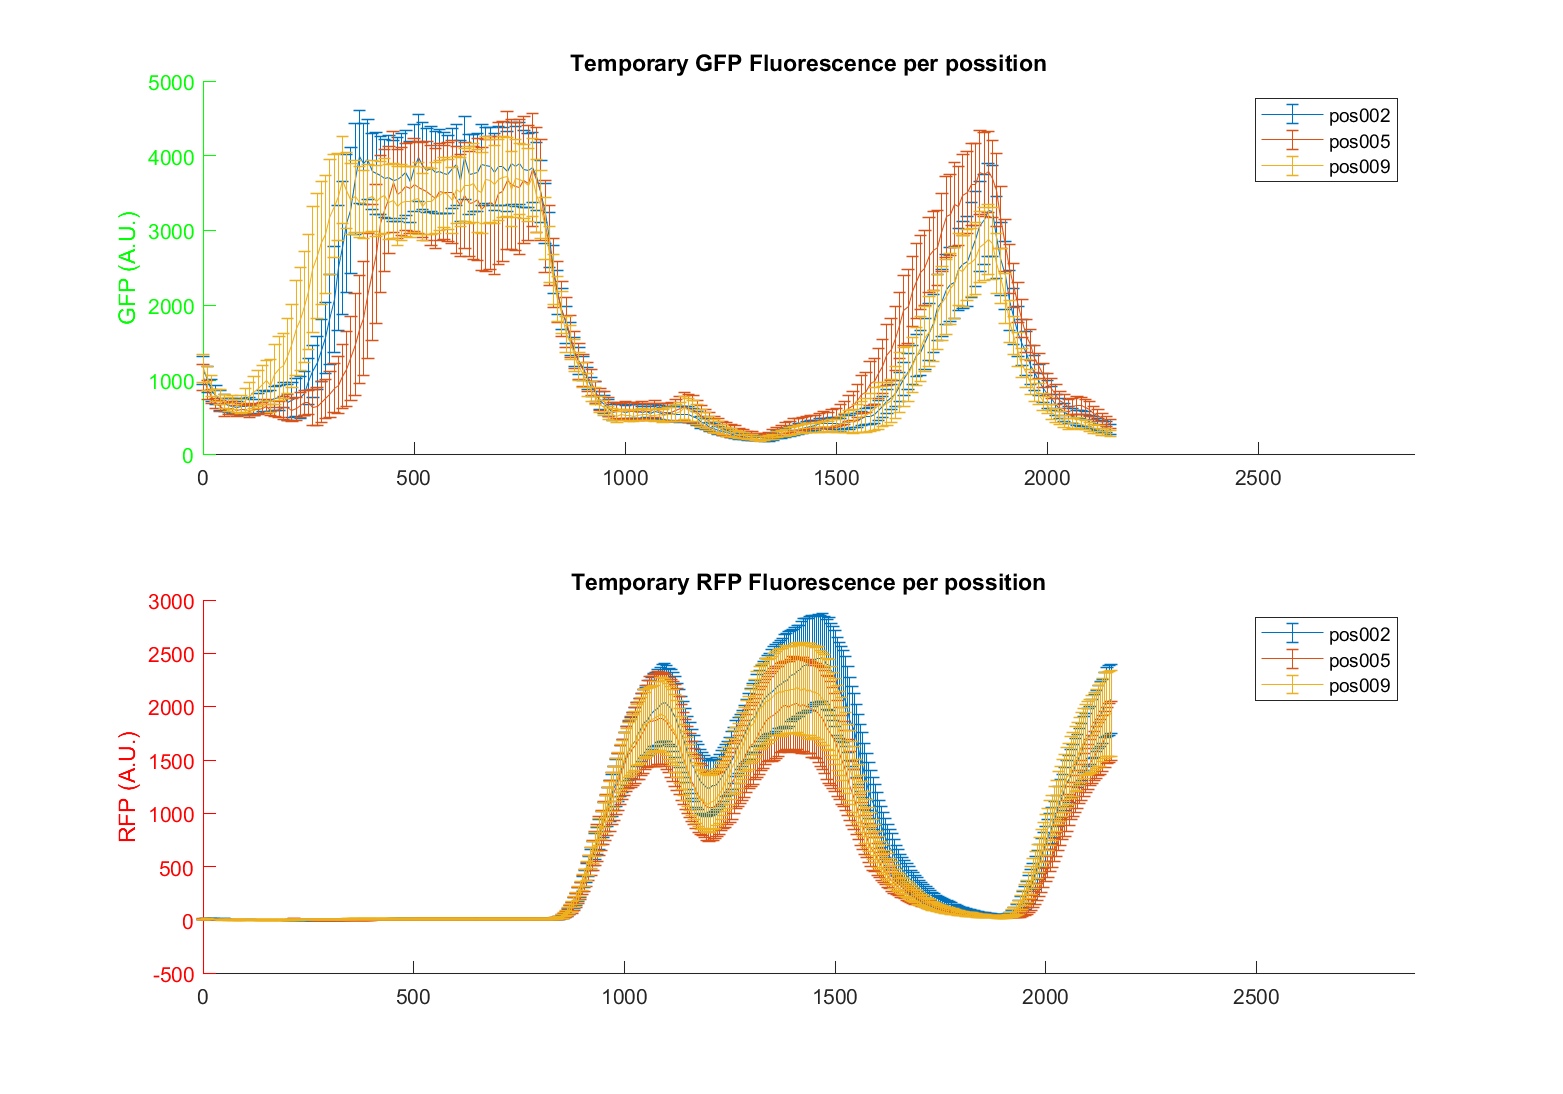 Temporary GFP Fluorescence per possition
5000
4000
3000
2000
1000
0
GFP (A.U.)
0 500 1000 1500 2000 2500
pos002
pos005
pos009
Temporary RFP Fluorescence per possition
3000
2500
2000
1500
1000
500
0
-500
RFP (A.U.)
0 500 1000 1500 2000 2500
pos002
pos005
pos009